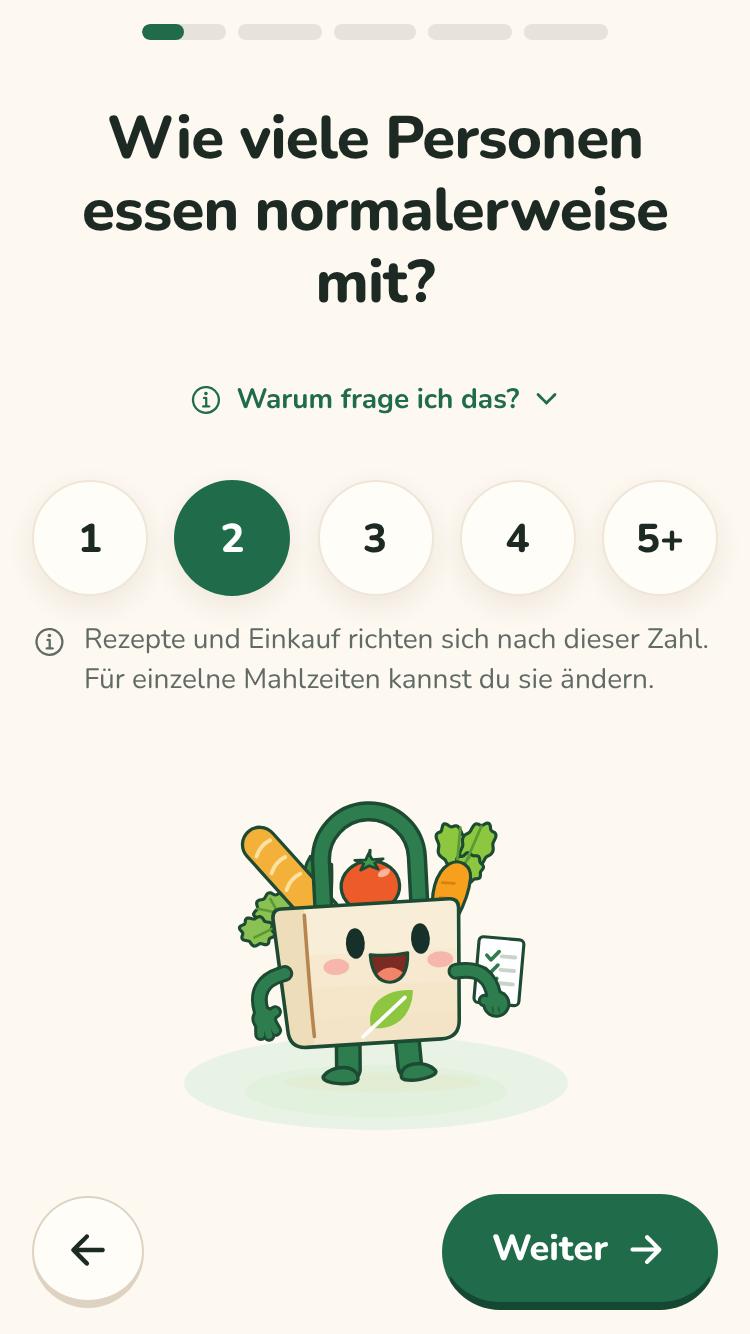 Wie viele Personen
essen normalerweise
mit?
Warum frage ich das?
1 2 3 4 5+
Rezepte und Einkauf richten sich nach dieser Zahl.
Für einzelne Mahlzeiten kannst du sie ändern.
Weiter